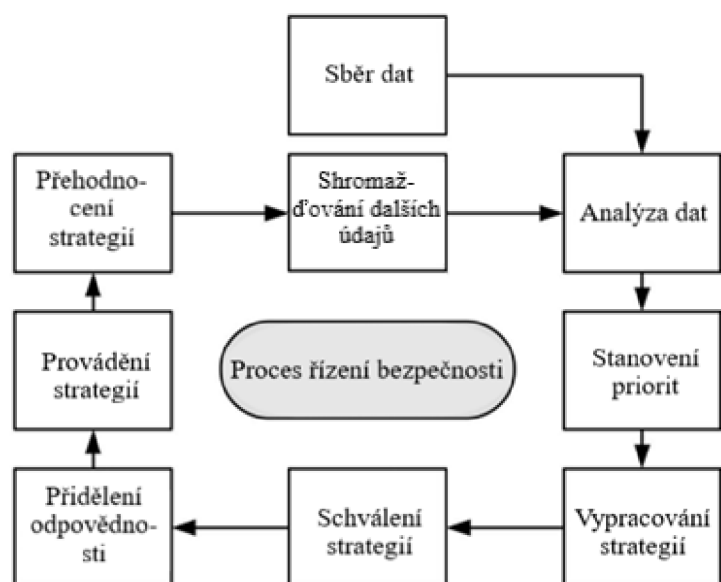 Sběr dat
Přehodno-
cení
strategií
Shromaž-
ďování dalších
údajů
Analýza dat
Provádění
strategií
Proces řízení bezpečnosti
Stanovení
priorit
Přidělení
odpovědno-
sti
Schválení
strategií
Vypracování
strategií